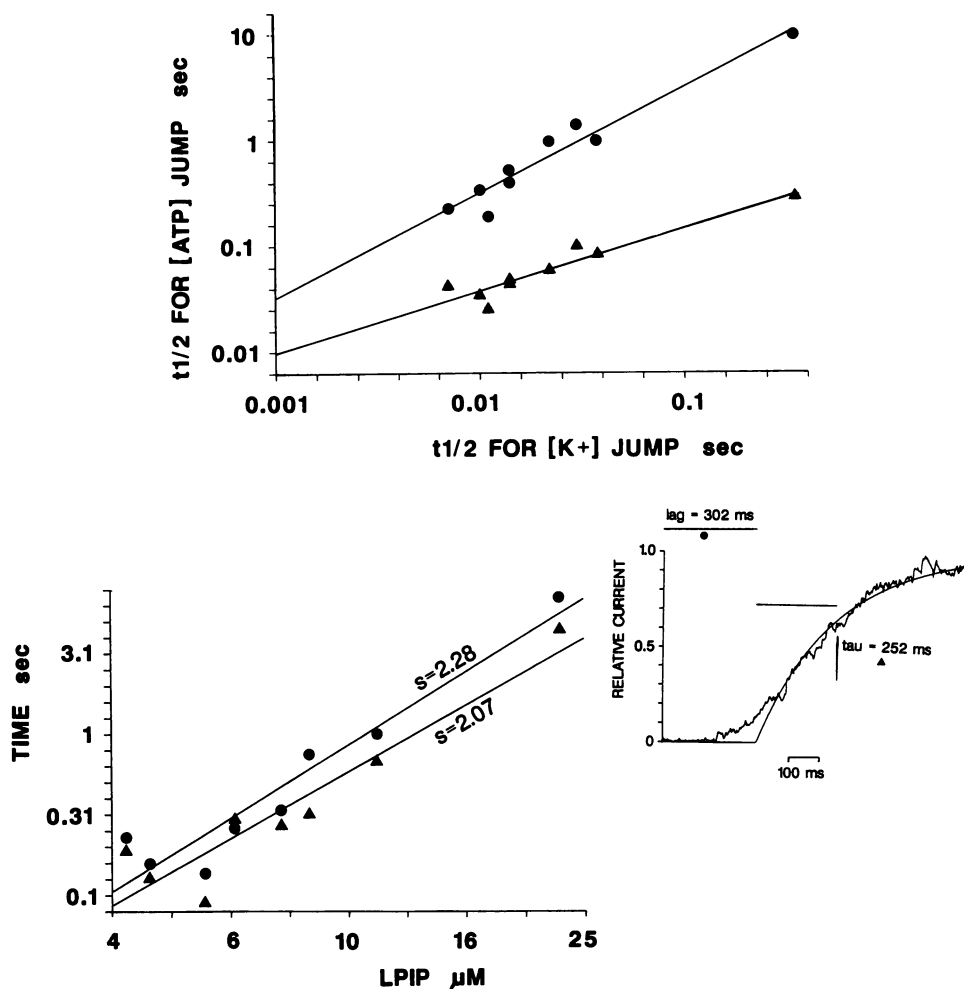 10
1
0.1
0.01
t1/2 FOR [ATP] JUMP sec
0.001
0.01
0.1
t1/2 FOR [K+] JUMP sec
lag = 302 ms
1.0
0.5
0
RELATIVE CURRENT
tau = 252 ms
100 ms
3.1
1
0.31
0.1
TIME sec
s=2.28
s=2.07
4
6
10
16
25
LPIP µM